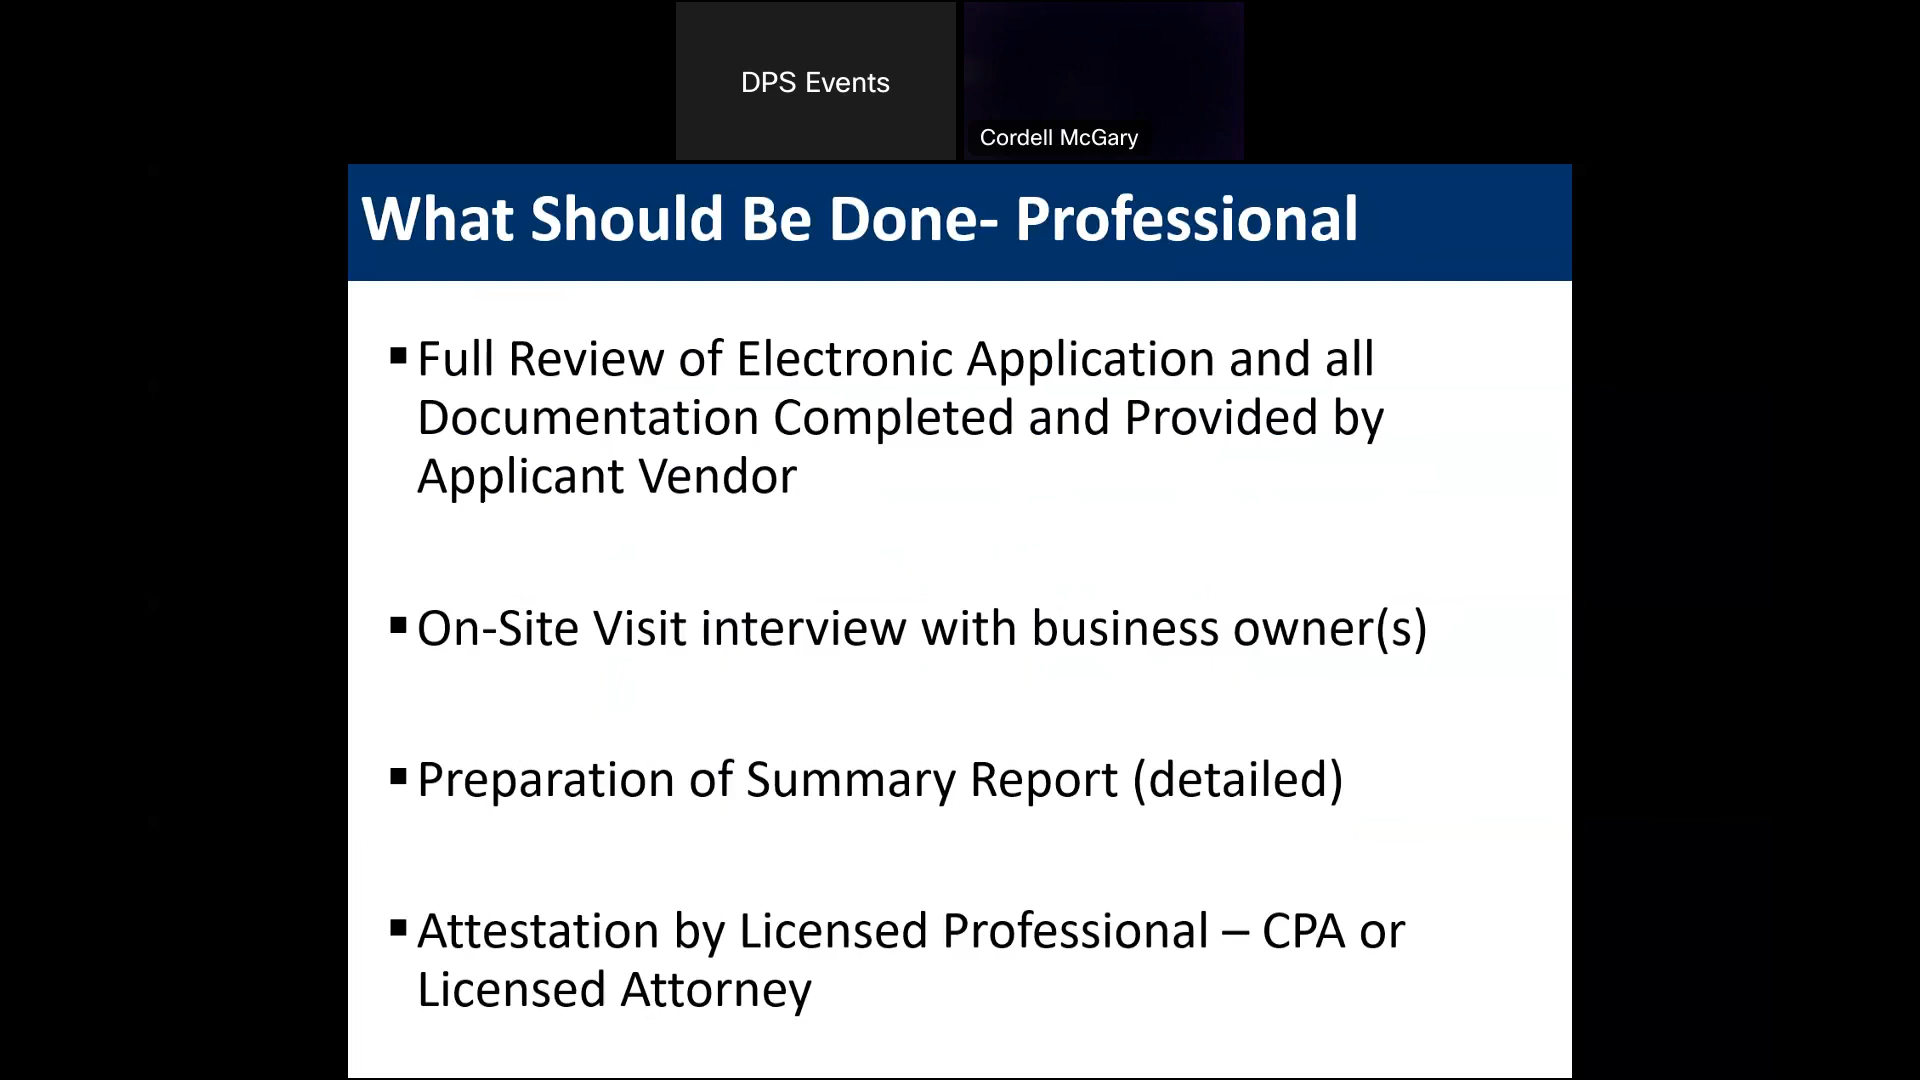 DPS Events
Cordell McGary
What Should Be Done- Professional
▪ Full Review of Electronic Application and all
Documentation Completed and Provided by
Applicant Vendor
▪ On-Site Visit interview with business owner(s)
▪ Preparation of Summary Report (detailed)
▪ Attestation by Licensed Professional – CPA or
Licensed Attorney